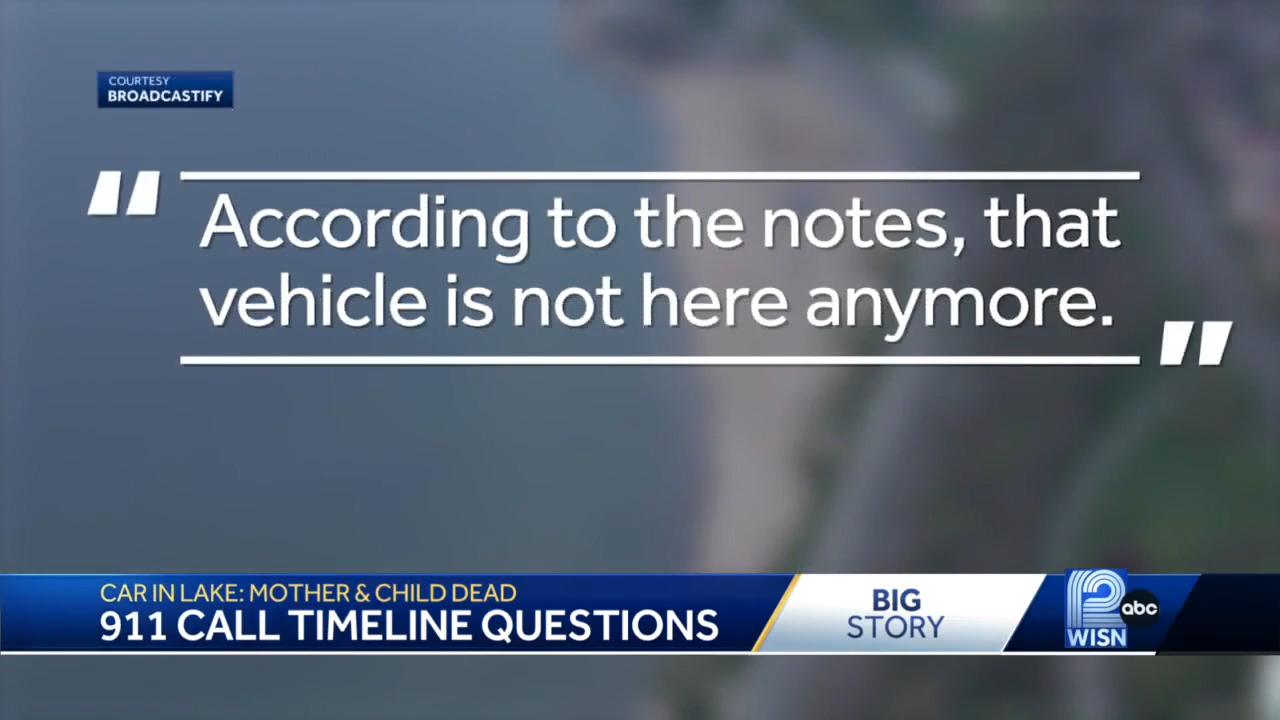 COURTESY
BROADCASTIFY
“According to the notes, that
vehicle is not here anymore.”
CAR IN LAKE: MOTHER & CHILD DEAD
911 CALL TIMELINE QUESTIONS
BIG
STORY
12
abc
WISN